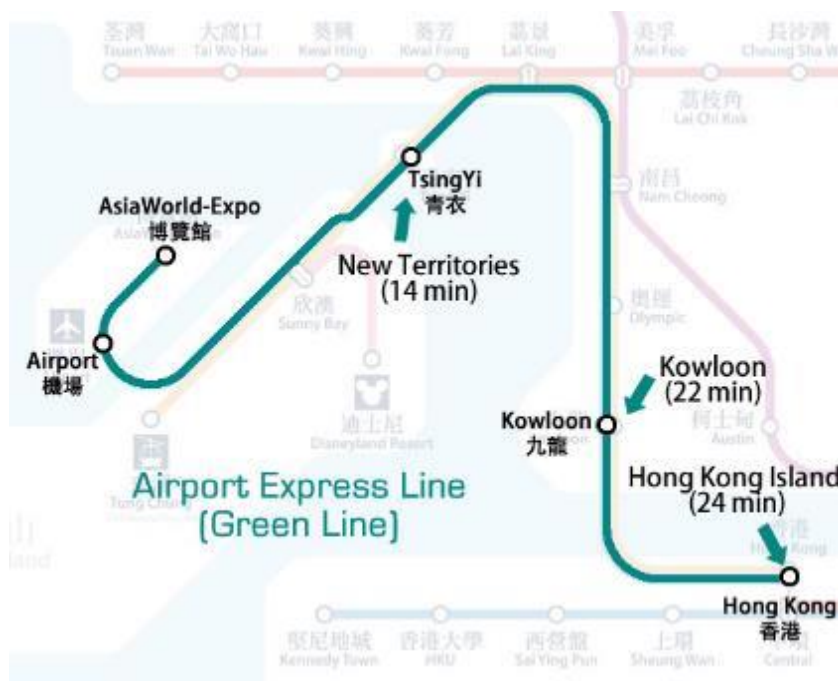 荃灣
Tsuen Wan
大窩口
Tai Wo Hau
葵興
Kwai Hing
葵芳
Kwai Fong
荔景
Lai King
美孚
Mei Foo
長沙灣
Cheung Sha W
荔枝角
Lai Chi Kok
TsingYi
青衣
AsiaWorld-Expo
博覽館
南昌
Nam Cheong
New Territories
(14 min)
欣澳
Sunny Bay
奧運
Olympic
Airport
機場
Kowloon
(22 min)
迪士尼
Disneyland Resort
Kowloon
九龍
柯士甸
Austin
Airport Express Line
(Green Line)
Tung Chung
Hong Kong Island
(24 min)
香港
Hong Kong
Hong Kong
香港
堅尼地城
Kennedy Town
香港大學
HKU
西營盤
Sai Ying Pun
上環
Sheung Wan
Central